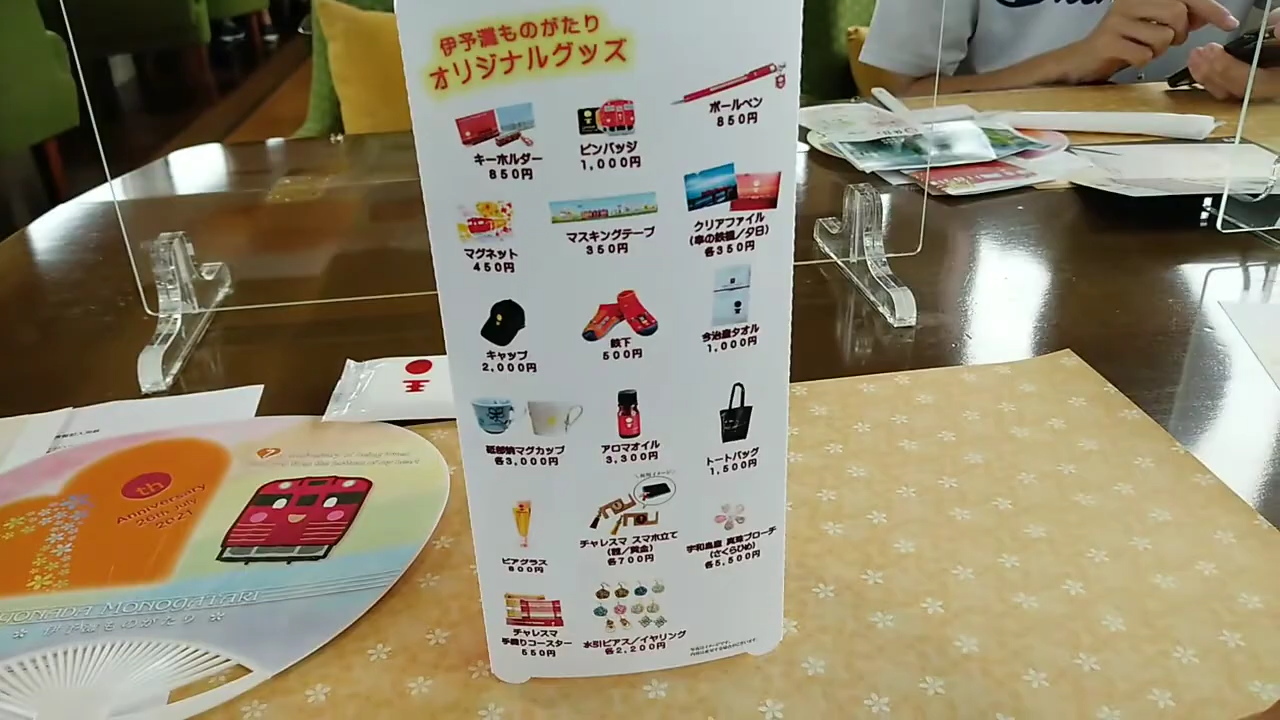 伊予灘ものがたり
オリジナルグッズ
キーホルダー
850円
ピンバッジ
1,000円
ボールペン
850円
マグネット
450円
マスキングテープ
350円
クリアファイル
(幸の鉄橋/夕日)
各350円
キャップ
2,000円
鉄下
500円
今治産タオル
1,000円
砥部焼マグカップ
各3,000円
アロマオイル
3,300円
トートバッグ
1,500円
ビアグラス
800円
チャレスマ スマホ立て
(茜/黄金)
各700円
宇和島産 真珠ブローチ
(さくらひめ)
各5,500円
チャレスマ
手織りコースター
550円
水引ピアス/イヤリング
各2,200円
th
Anniversary
26th July
2021
IYONADA MONOGATARI
伊予灘ものがたり